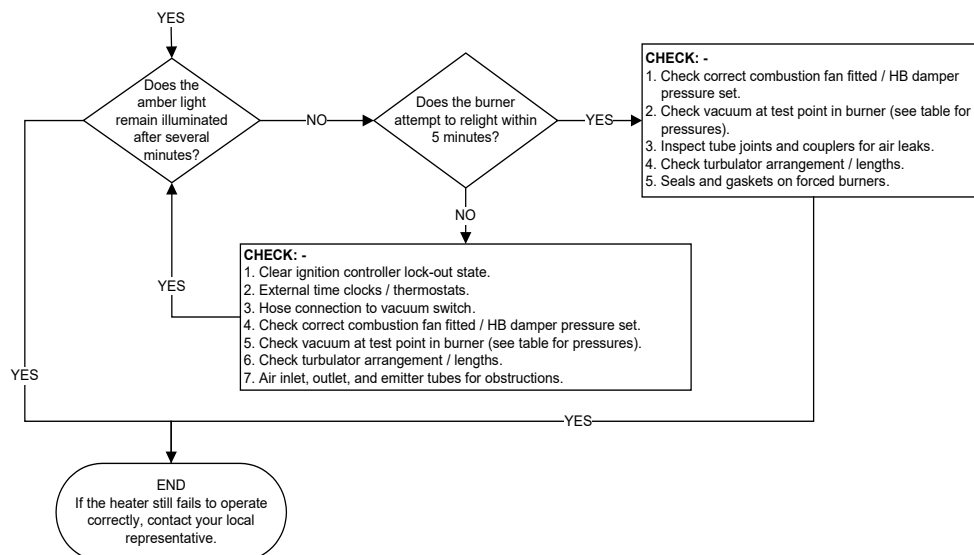 YES
Does the
amber light
remain illuminated
after several
minutes?
NO
Does the burner
attempt to relight within
5 minutes?
YES
CHECK: -
1. Check correct combustion fan fitted / HB damper
pressure set.
2. Check vacuum at test point in burner (see table for
pressures).
3. Inspect tube joints and couplers for air leaks.
4. Check turbulator arrangement / lengths.
5. Seals and gaskets on forced burners.
NO
CHECK: -
1. Clear ignition controller lock-out state.
2. External time clocks / thermostats.
3. Hose connection to vacuum switch.
4. Check correct combustion fan fitted / HB damper pressure set.
5. Check vacuum at test point in burner (see table for pressures).
6. Check turbulator arrangement / lengths.
7. Air inlet, outlet, and emitter tubes for obstructions.
YES
YES
YES
END
If the heater still fails to operate
correctly, contact your local
representative.